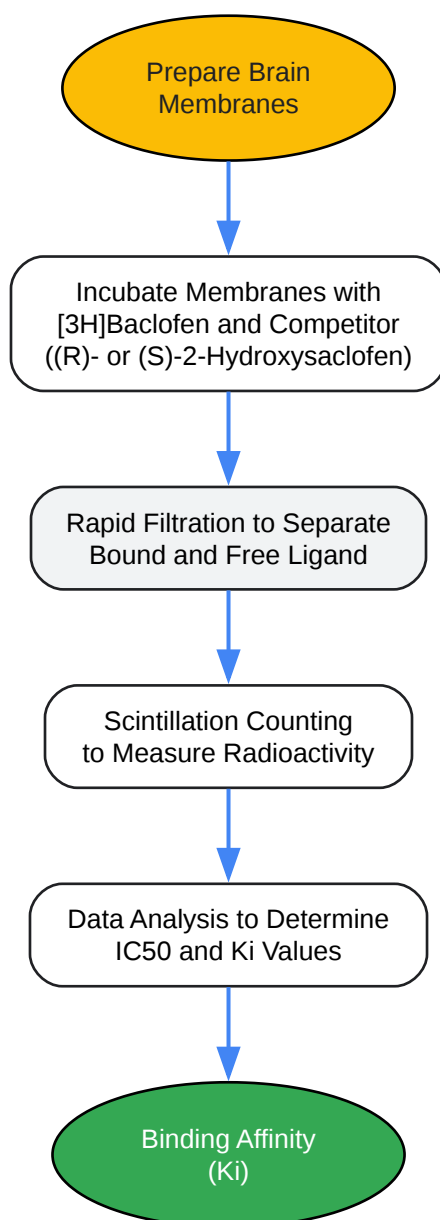 Prepare Brain
Membranes
Incubate Membranes with
[3H]Baclofen and Competitor
((R)- or (S)-2-Hydroxysaclofen)
Rapid Filtration to Separate
Bound and Free Ligand
Scintillation Counting
to Measure Radioactivity
Data Analysis to Determine
IC50 and Ki Values
Binding Affinity
(Ki)